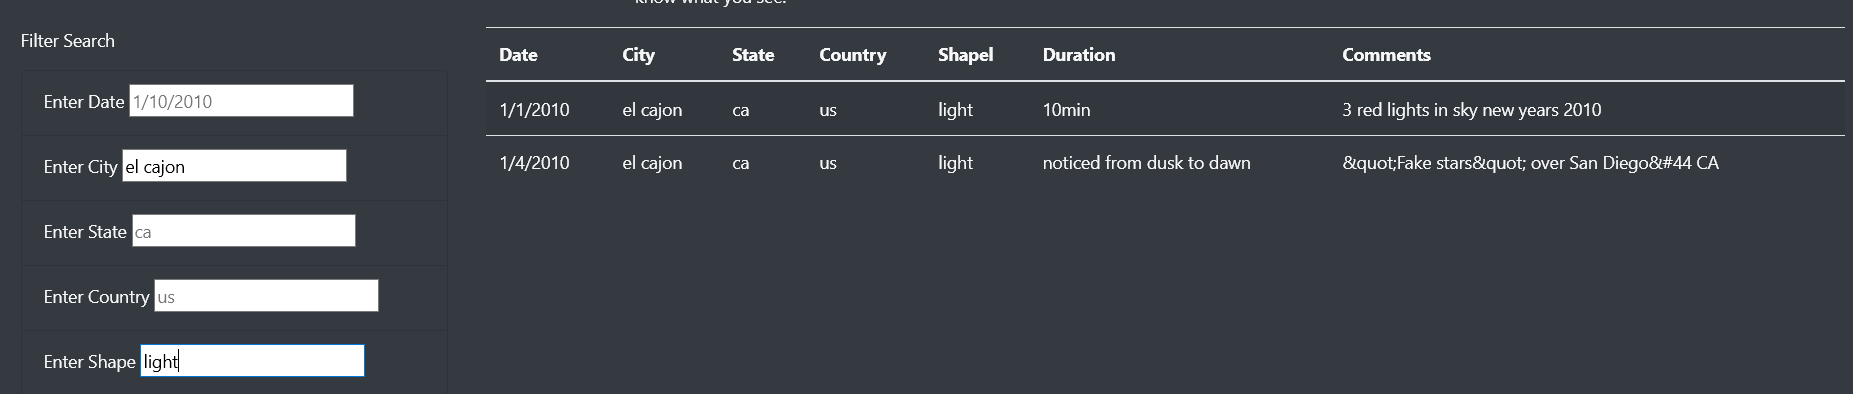 know what you see.
Filter Search
Enter Date 1/10/2010
Enter City el cajon
Enter State ca
Enter Country us
Enter Shape light
Date City State Country Shapel Duration Comments
1/1/2010 el cajon ca us light 10min 3 red lights in sky new years 2010
1/4/2010 el cajon ca us light noticed from dusk to dawn &quot;Fake stars&quot; over San Diego&#44 CA